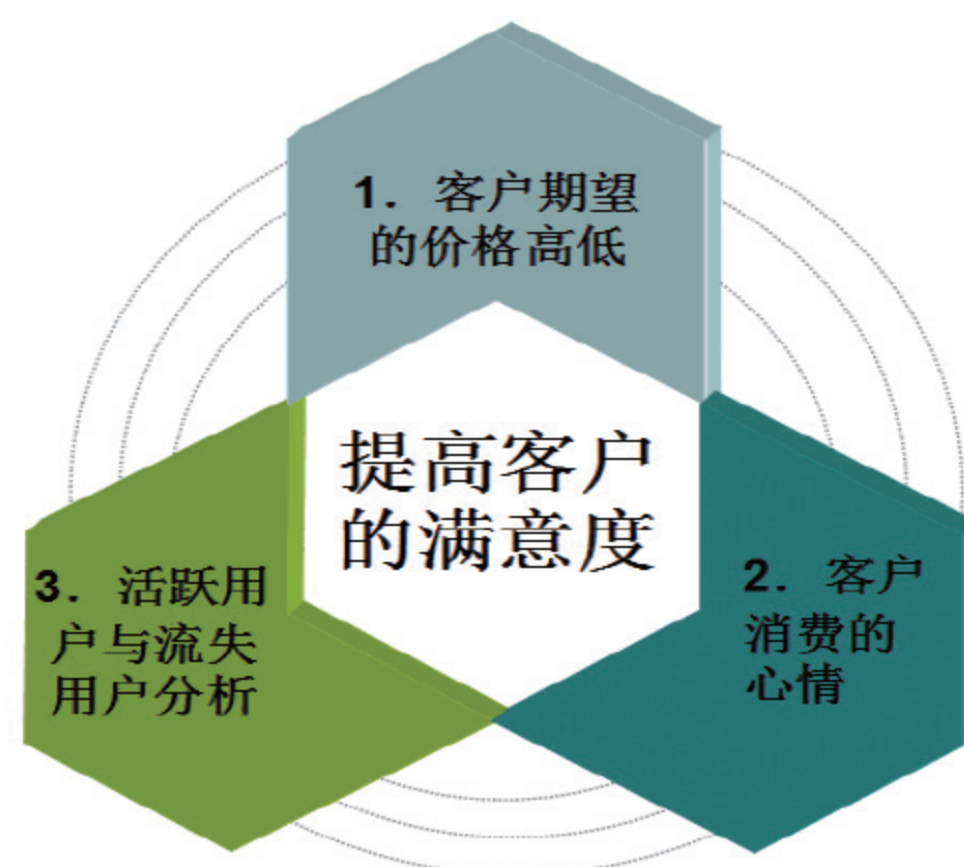 1. 客户期望
的价格高低
提高客户
的满意度
2. 客户
消费的
心情
3. 活跃用
户与流失
用户分析